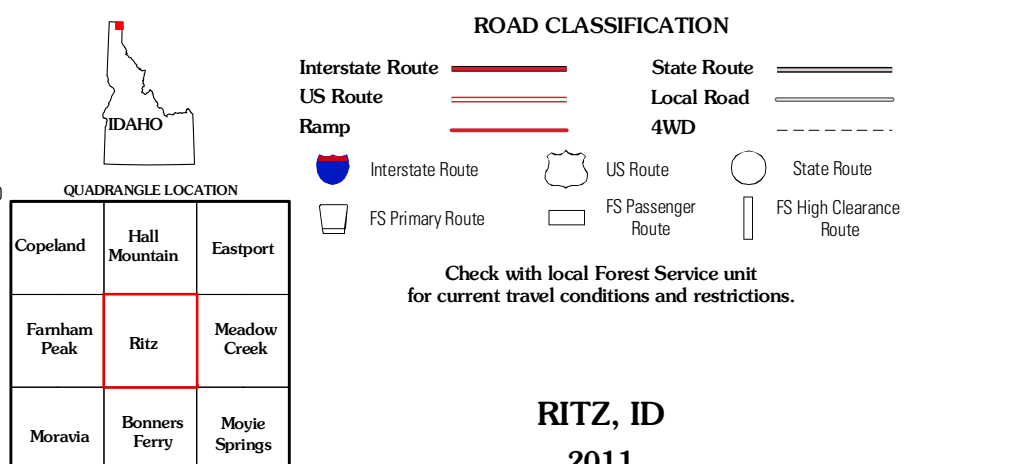 IDAHO
QUADRANGLE LOCATION
Copeland
Hall
Mountain
Eastport
Farnham
Peak
Ritz
Meadow
Creek
Moravia
Bonners
Ferry
Moyie
Springs
ROAD CLASSIFICATION
Interstate Route
State Route
US Route
Local Road
Ramp
4WD
Interstate Route
US Route
State Route
FS Primary Route
FS Passenger
Route
FS High Clearance
Route
Check with local Forest Service unit
for current travel conditions and restrictions.
RITZ, ID
2011